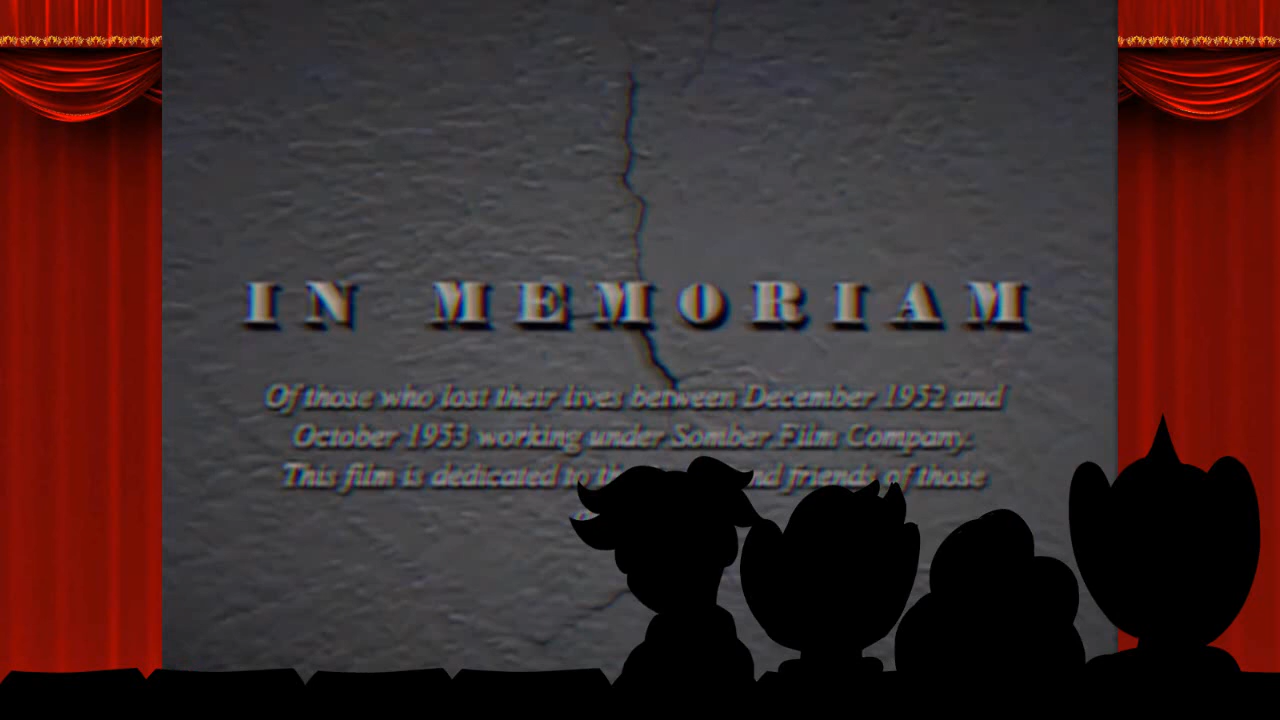 IN MEMORIAM
Of those who lost their lives between December 1952 and
October 1953 working under Somber Film Company.
This film is dedicated to nd friends of those